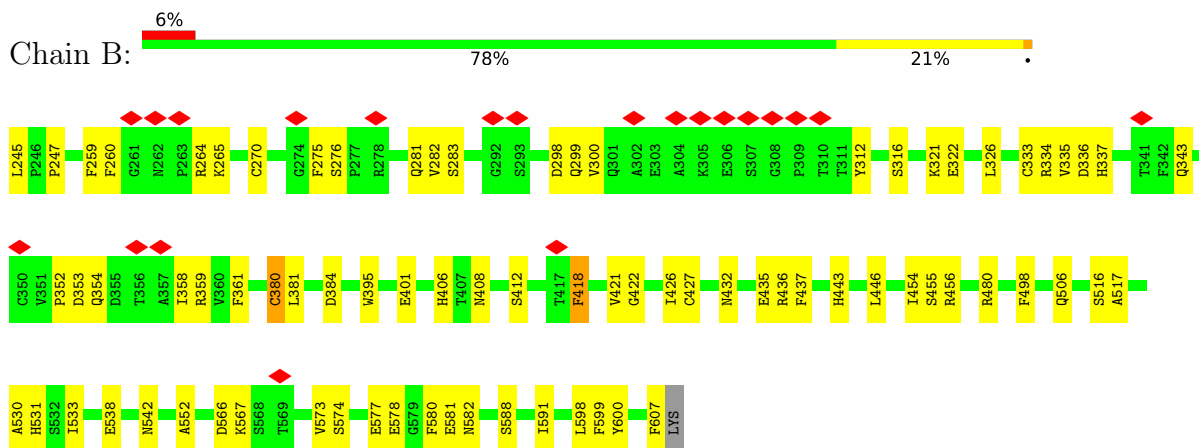 6%
Chain B:
78% 21% •
L245 P246 P247 F259 F260 G261 N262 P263 R264 K265 C270 G274 F275 S276 P277 R278 Q281 V282 S283 G292 S293 D298 Q299 V300 Q301 A302 E303 A304 K305 E306 S307 G308 P309 T310 T311 Y312 S316 K321 E322 L326 C333 R334 V335 D336 H337 T341 F342 Q343
C350 V351 P352 D353 Q354 D355 T356 A357 I358 R359 V360 F361 C380 L381 D384 W395 E401 H406 T407 N408 S412 T417 F418 V421 G422 I426 C427 N432 E435 R436 F437 H443 L446 I454 S455 R456 R480 F498 Q506 S516 A517
A530 H531 S532 I533 E538 N542 A552 D566 K567 S568 T569 V573 S574 E577 E578 G579 F580 E581 N582 S588 I591 L598 F599 Y600 F607 LYS